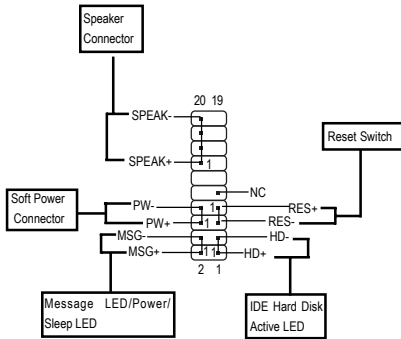 Speaker
Connector
20 19
SPEAK-
Reset Switch
SPEAK+
1
NC
Soft Power
Connector
PW-
1
RES+
PW+
1
RES-
MSG-
HD-
MSG+
1 1
HD+
2 1
Message LED/Power/
Sleep LED
IDE Hard Disk
Active LED